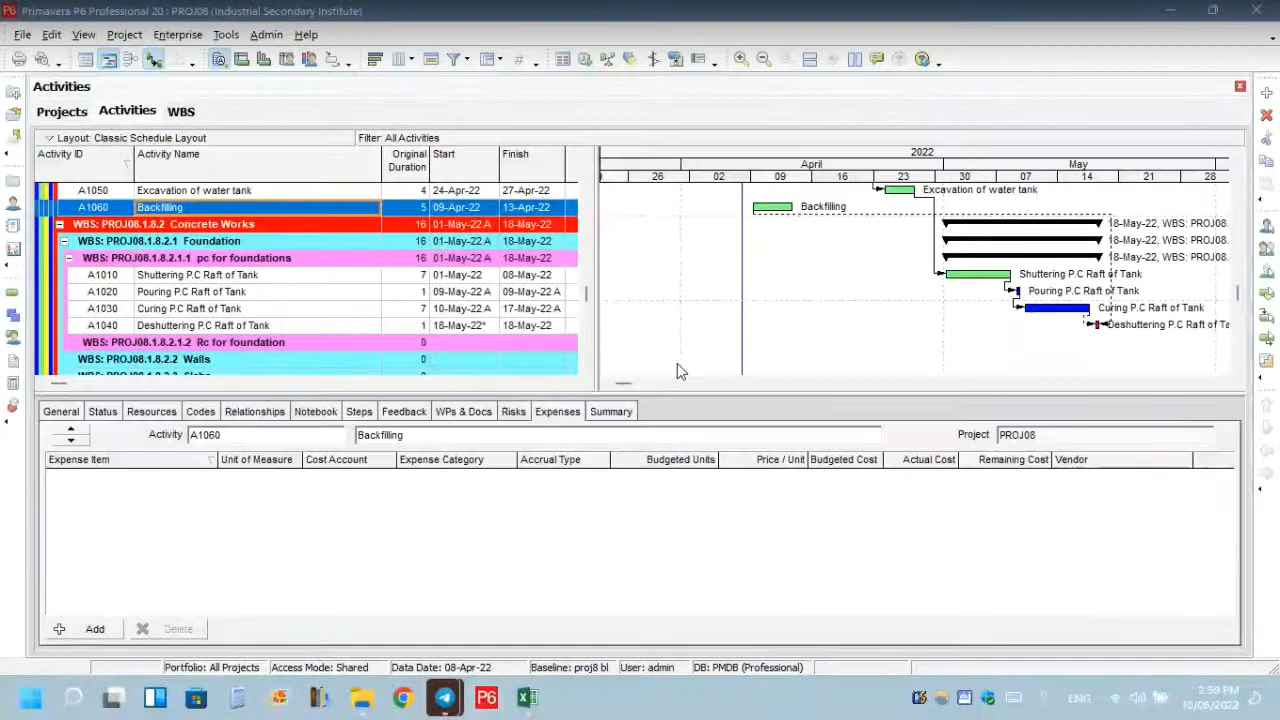 Primavera P6 Professional 20 : PROJ08 (Industrial Secondary Institute)
File Edit View Project Enterprise Tools Admin Help
Activities
Projects Activities WBS
Layout: Classic Schedule Layout Filter: All Activities
Activity ID Activity Name Original Duration Start Finish
2022
April May
26 02 09 16 23 30 07 14 21 28
A1050 Excavation of water tank 4 24-Apr-22 27-Apr-22 Excavation of water tank
A1060 Backfilling 5 09-Apr-22 13-Apr-22 Backfilling
WBS: PROJ08.1.8.2 Concrete Works 16 01-May-22 A 18-May-22 18-May-22, WBS: PROJ08.
WBS: PROJ08.1.8.2.1 Foundation 16 01-May-22 A 18-May-22 18-May-22, WBS: PROJ08.
WBS: PROJ08.1.8.2.1.1 pc for foundations 16 01-May-22 A 18-May-22 18-May-22, WBS: PROJ08.
A1010 Shuttering P.C Raft of Tank 7 01-May-22 08-May-22 Shuttering P.C Raft of Tank
A1020 Pouring P.C Raft of Tank 1 09-May-22 A 09-May-22 A Pouring P.C Raft of Tank
A1030 Curing P.C Raft of Tank 7 10-May-22 A 17-May-22 A Curing P.C Raft of Tank
A1040 Deshuttering P.C Raft of Tank 1 18-May-22* 18-May-22 Deshuttering P.C Raft of Ta
WBS: PROJ08.1.8.2.1.2 Rc for foundation 0
WBS: PROJ08.1.8.2.2 Walls 0
General Status Resources Codes Relationships Notebook Steps Feedback WPs & Docs Risks Expenses Summary
Activity A1060 Backfilling Project PROJ08
Expense Item Unit of Measure Cost Account Expense Category Accrual Type Budgeted Units Price / Unit Budgeted Cost Actual Cost Remaining Cost Vendor
Add Delete
Portfolio: All Projects Access Mode: Shared Data Date: 08-Apr-22 Baseline: proj8 bl User: admin DB: PMDB (Professional)
ENG 2:59 PM
10/06/2022